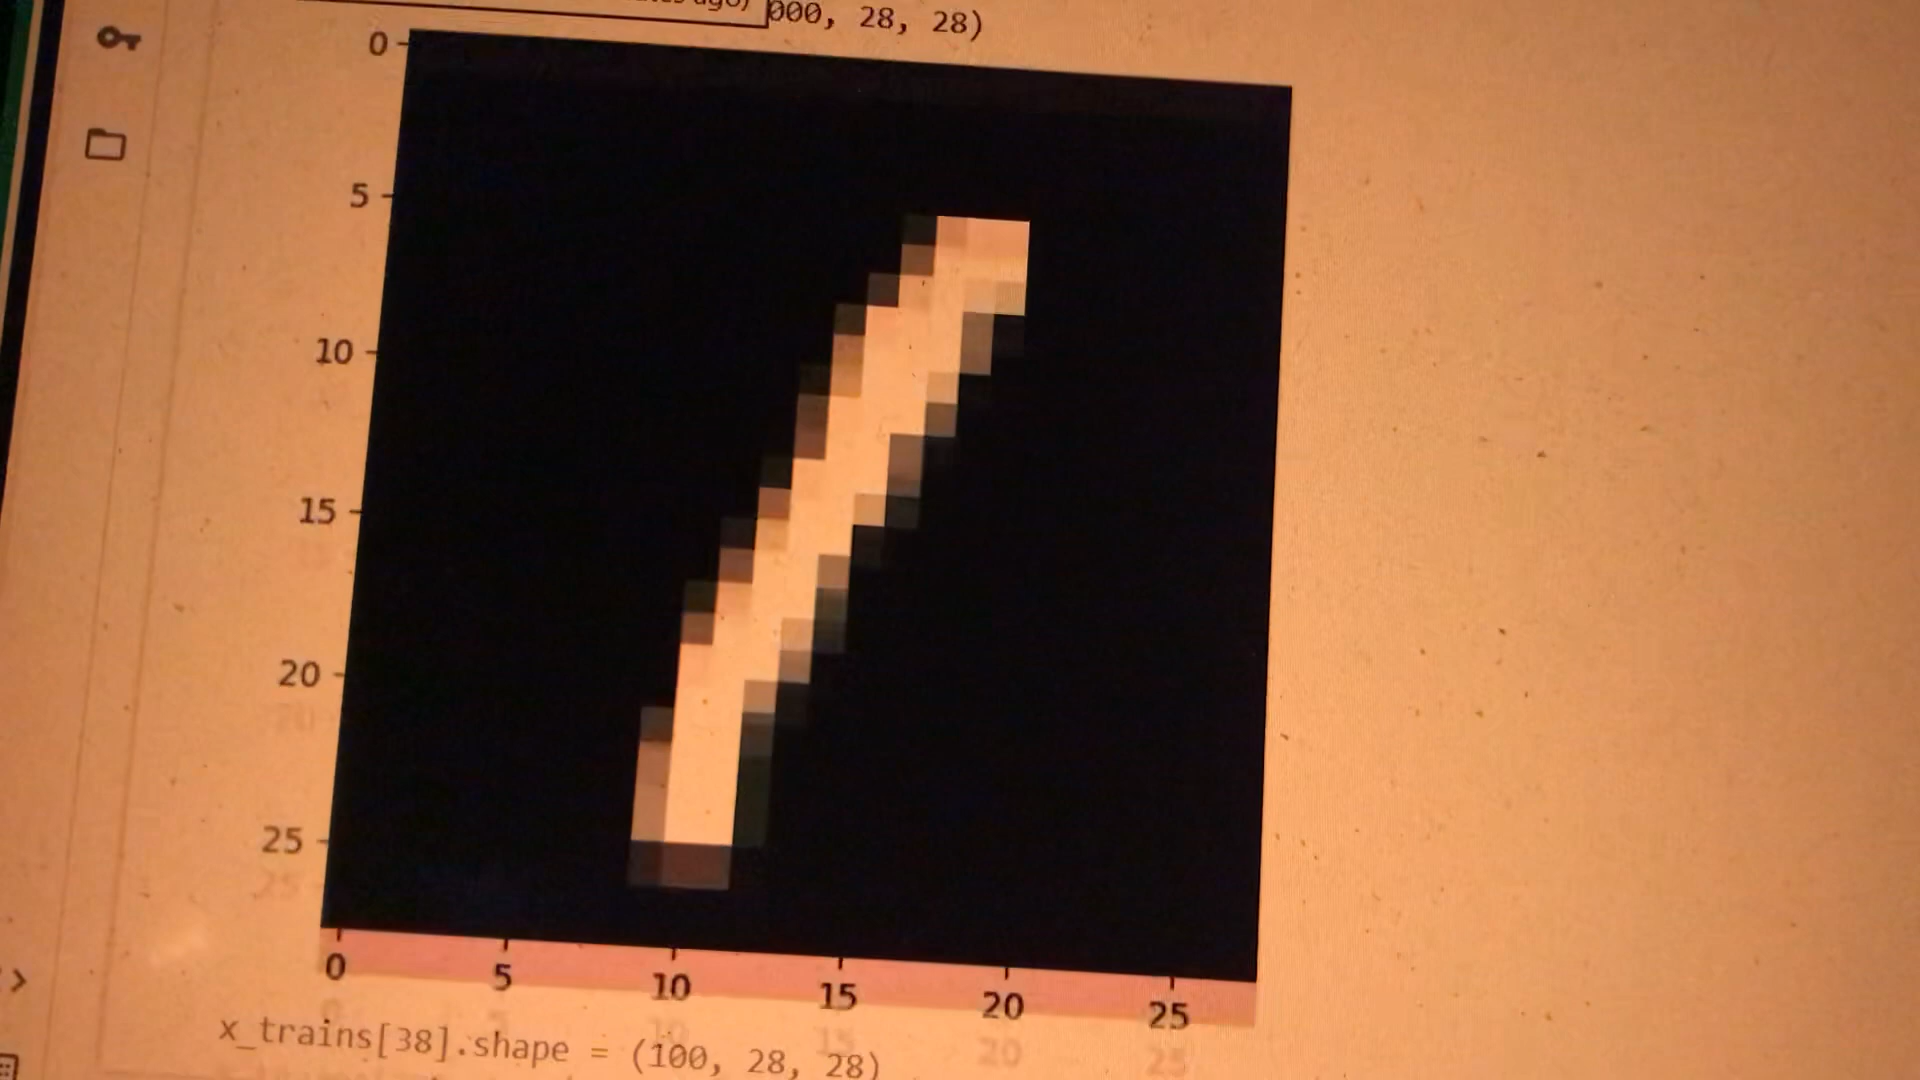 000, 28, 28)
0
5
10
15
20
25
0 5 10 15 20 25
x_trains[38].shape = (100, 28, 28)